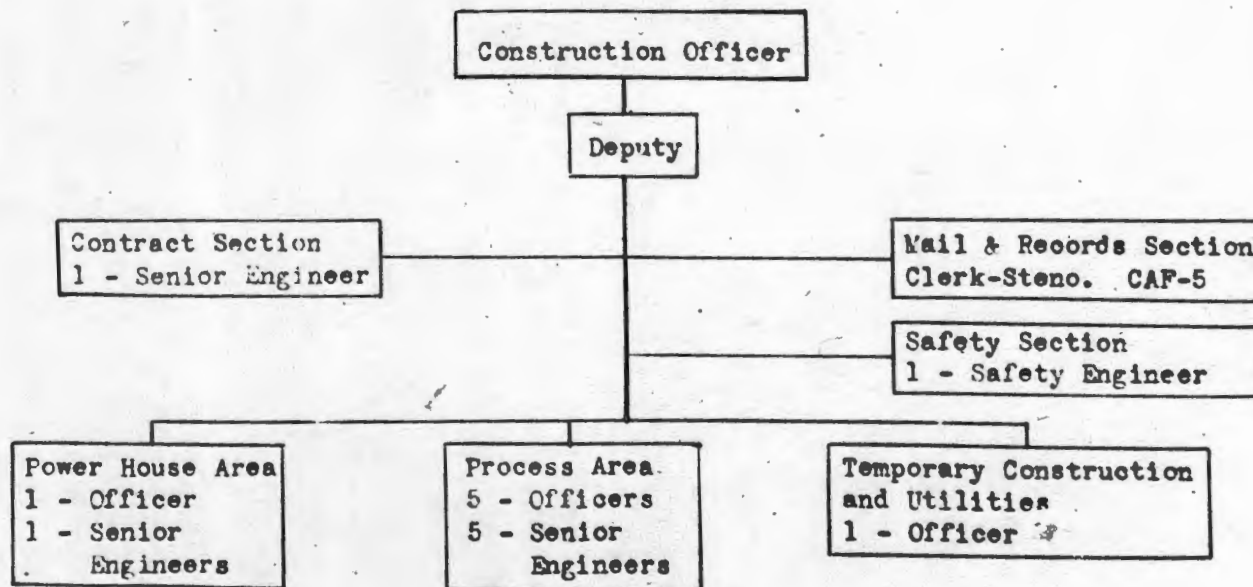 Construction Officer
Deputy
Contract Section
1 - Senior Engineer
Mail & Records Section
Clerk-Steno. CAF-5
Safety Section
1 - Safety Engineer
Power House Area
1 - Officer
1 - Senior
Engineers
Process Area
5 - Officers
5 - Senior
Engineers
Temporary Construction
and Utilities
1 - Officer